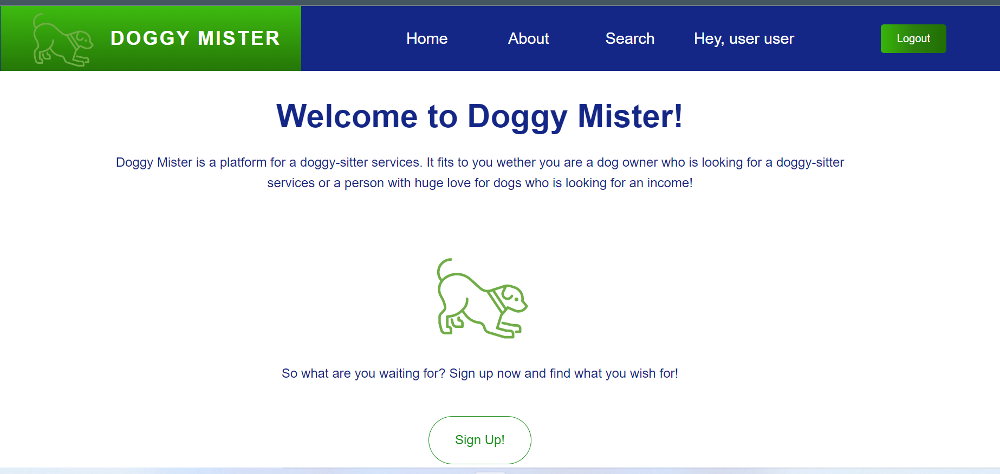 DOGGY MISTER
Home
About
Search
Hey, user user
Logout
Welcome to Doggy Mister!
Doggy Mister is a platform for a doggy-sitter services. It fits to you wether you are a dog owner who is looking for a doggy-sitter
services or a person with huge love for dogs who is looking for an income!
So what are you waiting for? Sign up now and find what you wish for!
Sign Up!